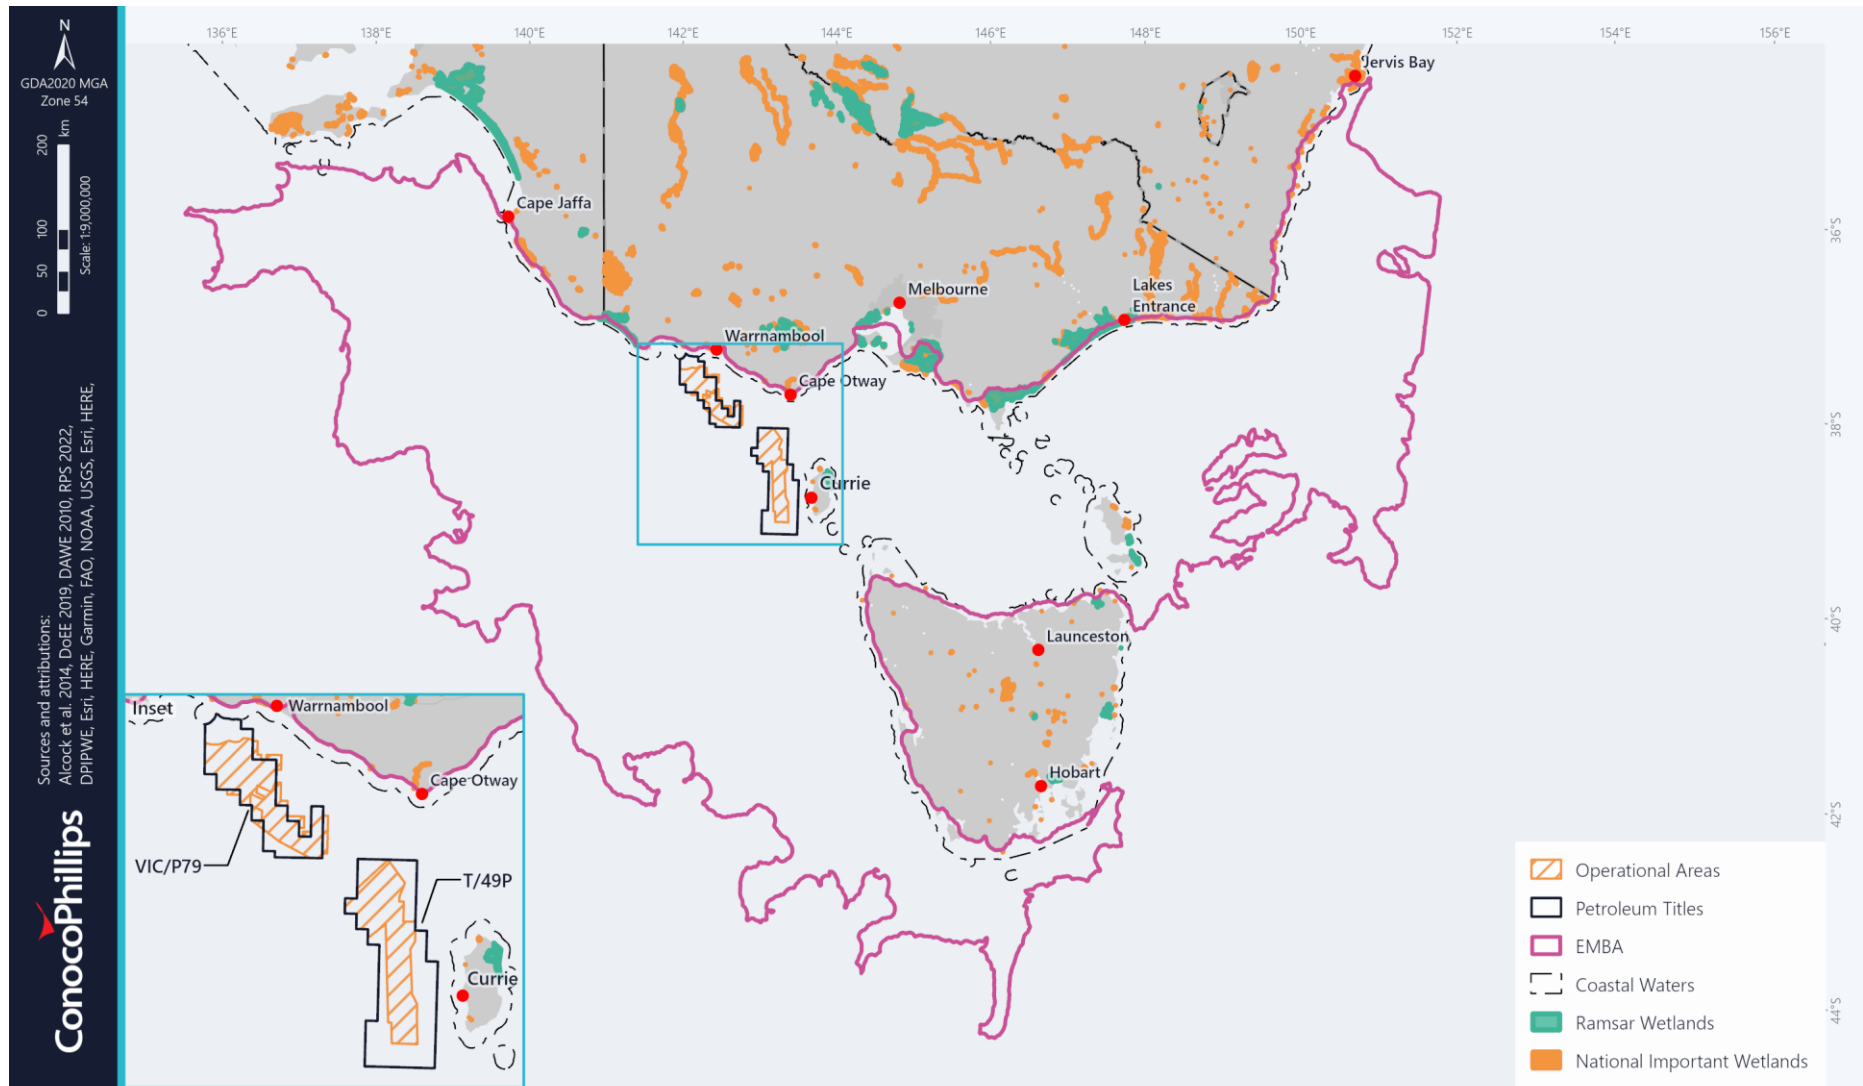 N
GDA2020 MGA
Zone 54
0
50
100
200
km
Scale: 1:9,000,000
Sources and attributions:
Alcock et al. 2014, DoEE 2019, DAWE 2010, RPS 2022,
DPIPWE, Esri, HERE, Garmin, FAO, NOAA, USGS, Esri, HERE,
ConocoPhillips
136°E
138°E
140°E
142°E
144°E
146°E
148°E
150°E
152°E
154°E
156°E
36°S
38°S
40°S
42°S
44°S
Jervis Bay
Cape Jaffa
Melbourne
Lakes
Entrance
Warrnambool
Cape Otway
Currie
Launceston
Hobart
Inset
Warrnambool
Cape Otway
VIC/P79
T/49P
Currie
Operational Areas
Petroleum Titles
EMBA
Coastal Waters
Ramsar Wetlands
National Important Wetlands